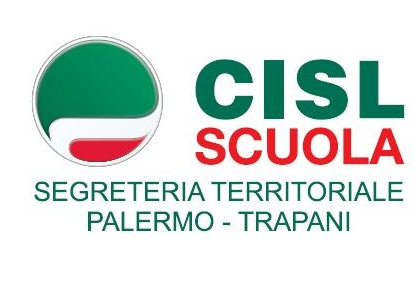 CISL
SCUOLA
SEGRETERIA TERRITORIALE
PALERMO - TRAPANI